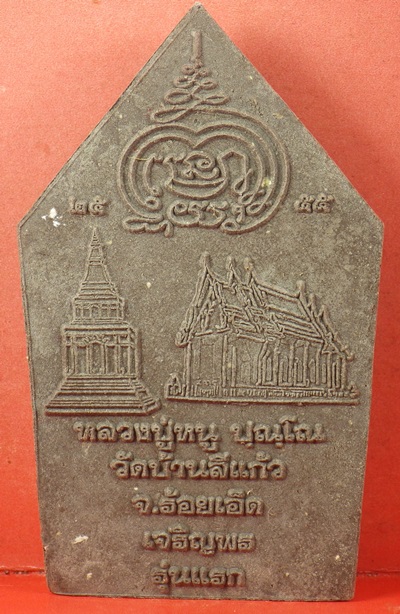 ๒๕ ๕๕
หลวงปู่หนู ปุณโณ
วัดบ้านสีแก้ว
จ.ร้อยเอ็ด
เจริญพร
รุ่นแรก